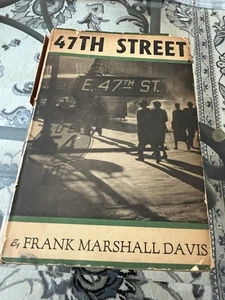 47TH STREET
E. 47TH ST.
By FRANK MARSHALL DAVIS